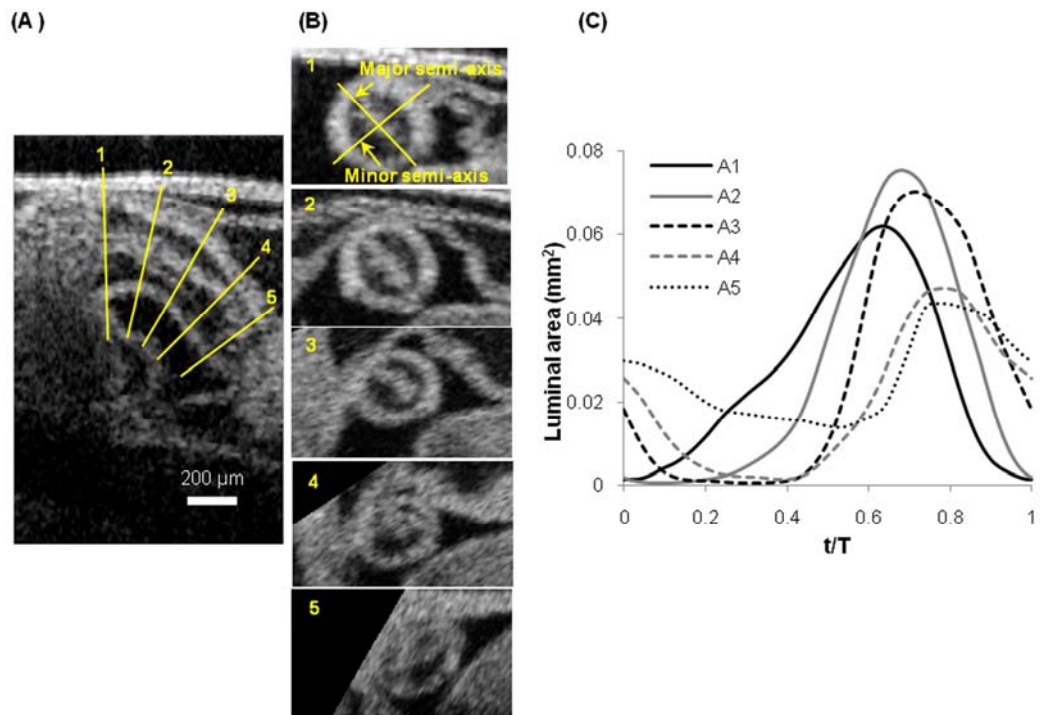 (A )
1
2
3
4
5
200 µm
(B)
1
Major semi-axis
Minor semi-axis
2
3
4
5
(C)
Luminal area (mm²)
0.08
0.06
0.04
0.02
0
A1
A2
A3
A4
A5
0 0.2 0.4 0.6 0.8 1
t/T